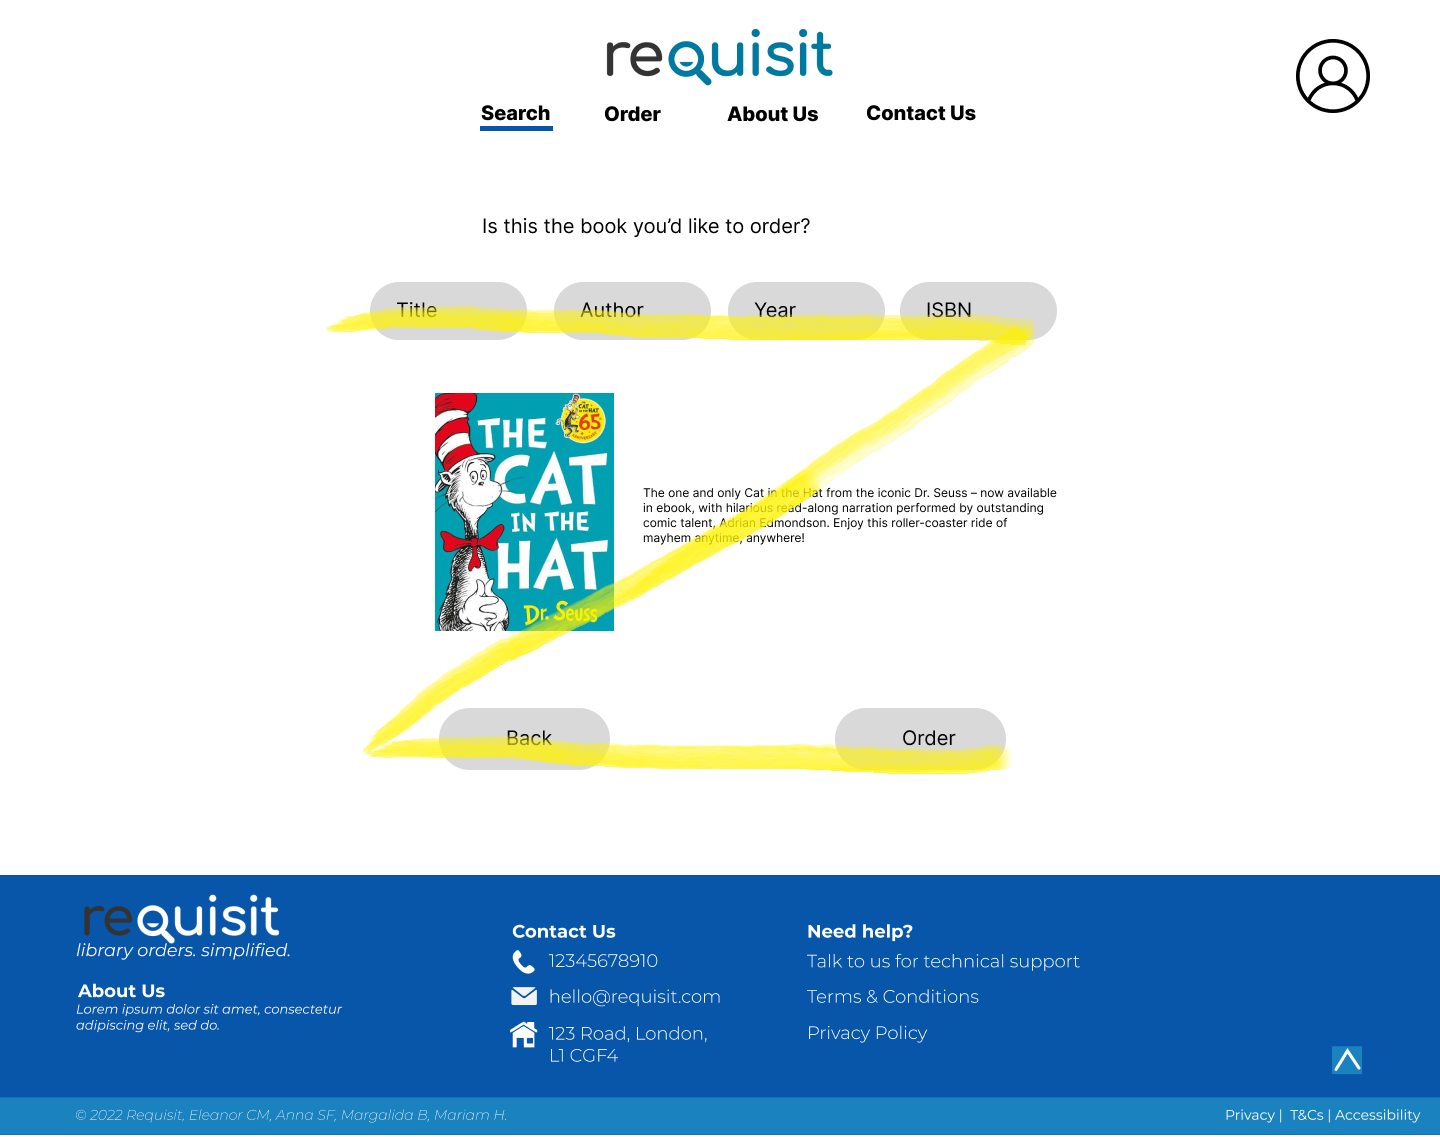 requisit
Search Order About Us Contact Us
Is this the book you’d like to order?
Title Author Year ISBN
THE
CAT
IN THE
HAT
Dr. Seuss
THE
CAT
IN THE HAT
65
ANNIVERSARY
The one and only Cat in the Hat from the iconic Dr. Seuss – now available
in ebook, with hilarious read-along narration performed by outstanding
comic talent, Adrian Edmondson. Enjoy this roller-coaster ride of
mayhem anytime, anywhere!
Back Order
requisit
library orders. simplified.
About Us
Lorem ipsum dolor sit amet, consectetur
adipiscing elit, sed do.
Contact Us
12345678910
hello@requisit.com
123 Road, London,
L1 CGF4
Need help?
Talk to us for technical support
Terms & Conditions
Privacy Policy
© 2022 Requisit, Eleanor CM, Anna SF, Margalida B, Mariam H.
Privacy | T&Cs | Accessibility